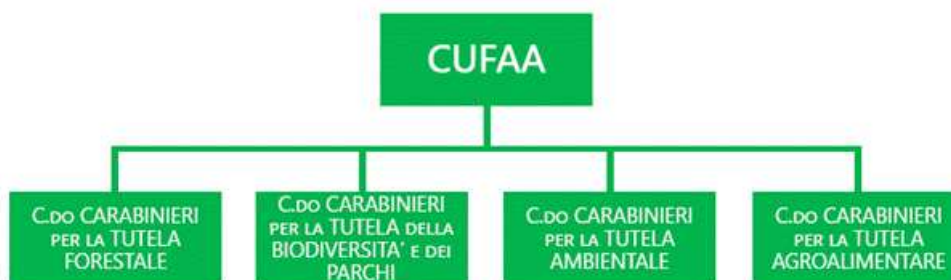 CUFAA
C.DO CARABINIERI
PER LA TUTELA
FORESTALE
C.DO CARABINIERI
PER LA TUTELA DELLA
BIODIVERSITA' E DEI
PARCHI
C.DO CARABINIERI
PER LA TUTELA
AMBIENTALE
C.DO CARABINIERI
PER LA TUTELA
AGROALIMENTARE